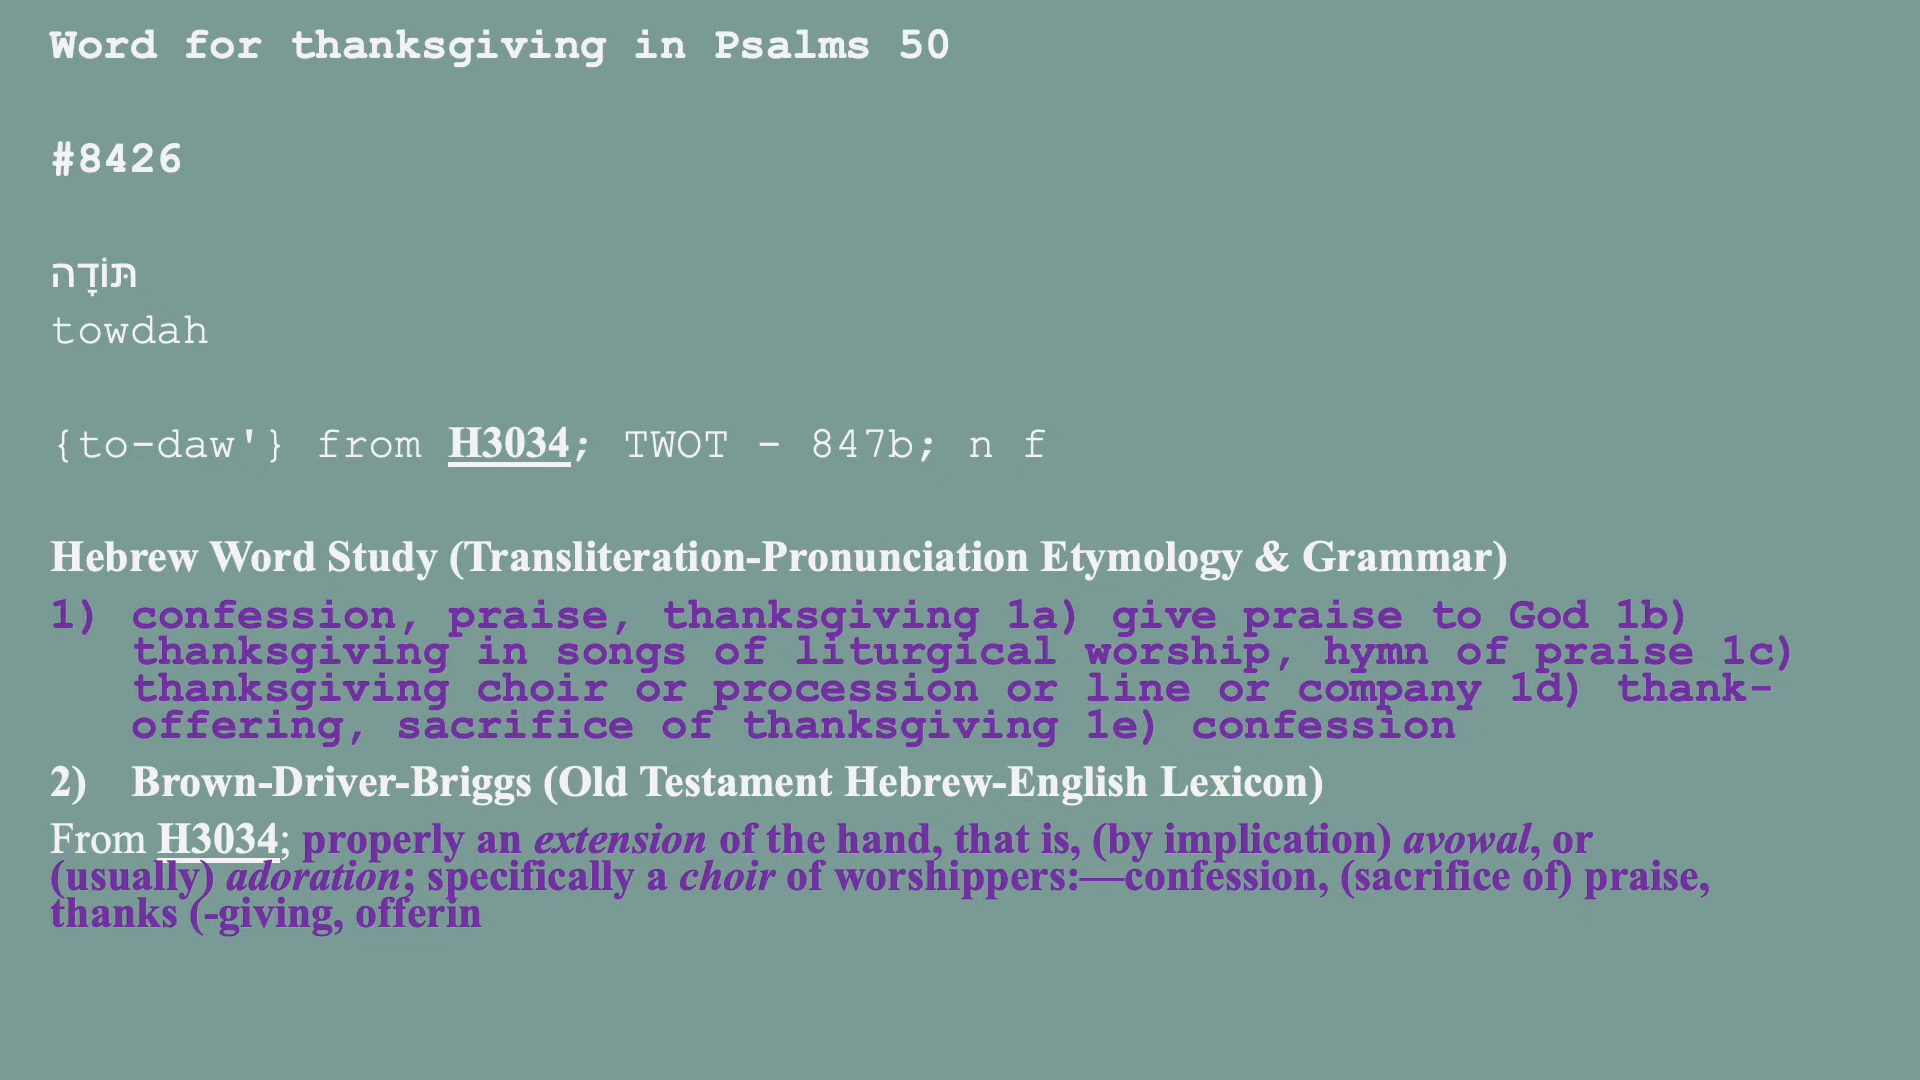 Word for thanksgiving in Psalms 50
#8426
תּוֹדָה
towdah
{to-daw'} from H3034; TWOT - 847b; n f
Hebrew Word Study (Transliteration-Pronunciation Etymology & Grammar)
1) confession, praise, thanksgiving 1a) give praise to God 1b)
thanksgiving in songs of liturgical worship, hymn of praise 1c)
thanksgiving choir or procession or line or company 1d) thank-
offering, sacrifice of thanksgiving 1e) confession
2) Brown-Driver-Briggs (Old Testament Hebrew-English Lexicon)
From H3034; properly an extension of the hand, that is, (by implication) avowal, or
(usually) adoration; specifically a choir of worshippers:—confession, (sacrifice of) praise,
thanks (-giving, offerin